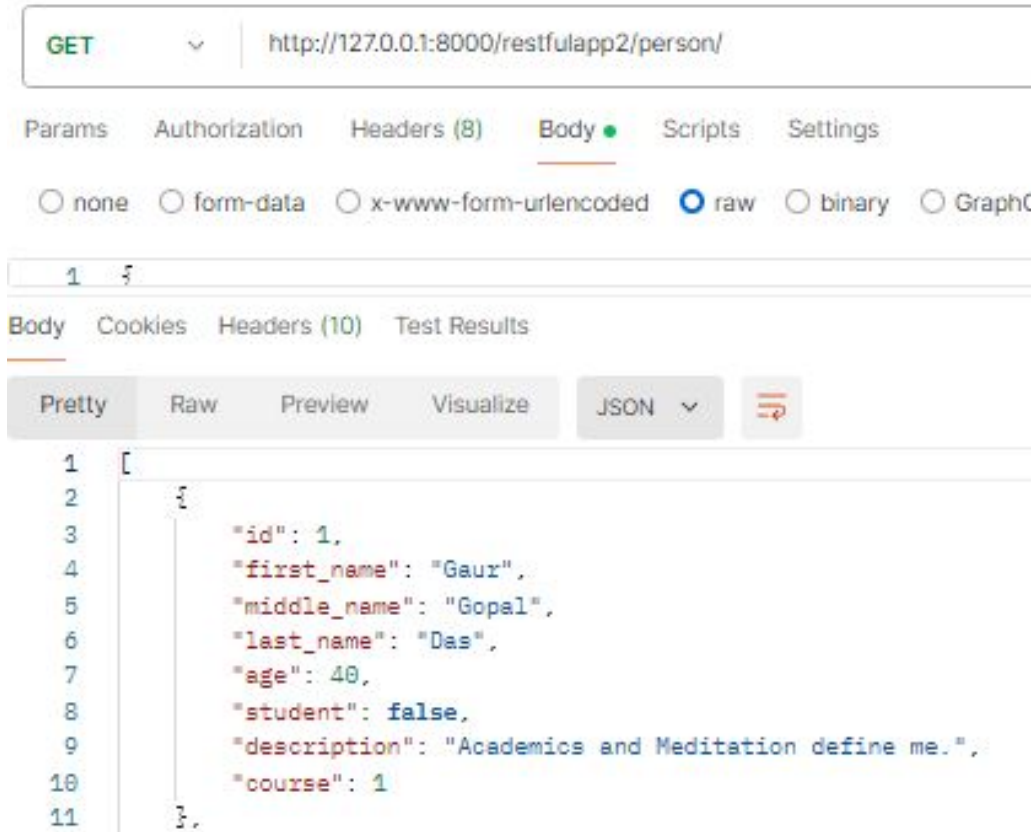 GET http://127.0.0.1:8000/restfulapp2/person/
Params Authorization Headers (8) Body Scripts Settings
none form-data x-www-form-urlencoded raw binary
1 {
Body Cookies Headers (10) Test Results
Pretty Raw Preview Visualize JSON
1 [
2 {
3 "id": 1,
4 "first_name": "Gaur",
5 "middle_name": "Gopal",
6 "last_name": "Das",
7 "age": 40,
8 "student": false,
9 "description": "Academics and Meditation define me.",
10 "course": 1
11 },